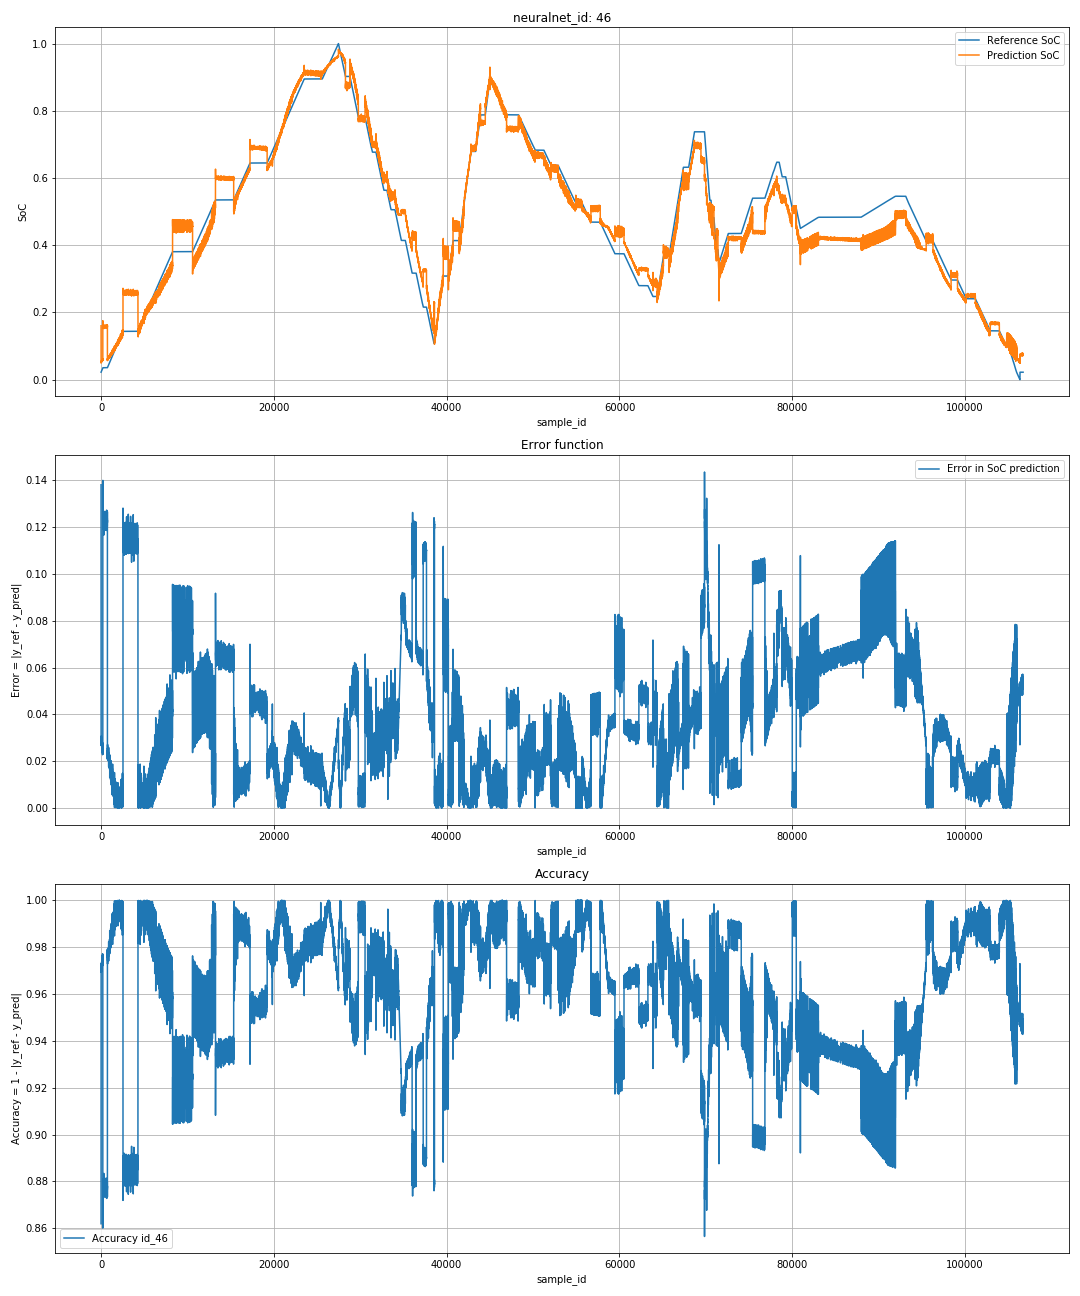 neuralnet_id: 46
Reference SoC
Prediction SoC
SoC
1.0
0.8
0.6
0.4
0.2
0.0
0 20000 40000 60000 80000 100000
sample_id
Error function
Error in SoC prediction
Error = |y_ref - y_pred|
0.14
0.12
0.10
0.08
0.06
0.04
0.02
0.00
0 20000 40000 60000 80000 100000
sample_id
Accuracy
Accuracy = 1 - |y_ref - y_pred|
1.00
0.98
0.96
0.94
0.92
0.90
0.88
0.86
Accuracy id_46
0 20000 40000 60000 80000 100000
sample_id